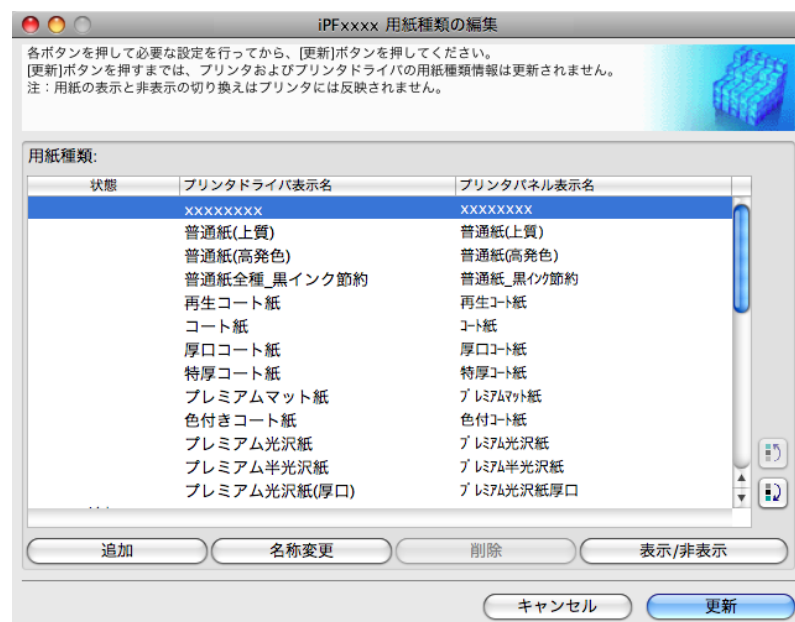 iPFxxxx 用紙種類の編集
各ボタンを押して必要な設定を行ってから、[更新]ボタンを押してください。
[更新]ボタンを押すまでは、プリンタおよびプリンタドライバの用紙種類情報は更新されません。
注：用紙の表示と非表示の切り換えはプリンタには反映されません。
用紙種類:
状態 プリンタドライバ表示名 プリンタパネル表示名
xxxxxxxx xxxxxxxx
普通紙(上質) 普通紙(上質)
普通紙(高発色) 普通紙(高発色)
普通紙全種_黒インク節約 普通紙_黒ｲﾝｸ節約
再生コート紙 再生ｺｰﾄ紙
コート紙 ｺｰﾄ紙
厚口コート紙 厚口ｺｰﾄ紙
特厚コート紙 特厚ｺｰﾄ紙
プレミアムマット紙 ﾌﾟﾚﾐｱﾑﾏｯﾄ紙
色付きコート紙 色付ｺｰﾄ紙
プレミアム光沢紙 ﾌﾟﾚﾐｱﾑ光沢紙
プレミアム半光沢紙 ﾌﾟﾚﾐｱﾑ半光沢紙
プレミアム光沢紙(厚口) ﾌﾟﾚﾐｱﾑ光沢紙厚口
追加 名称変更 削除 表示/非表示
キャンセル 更新